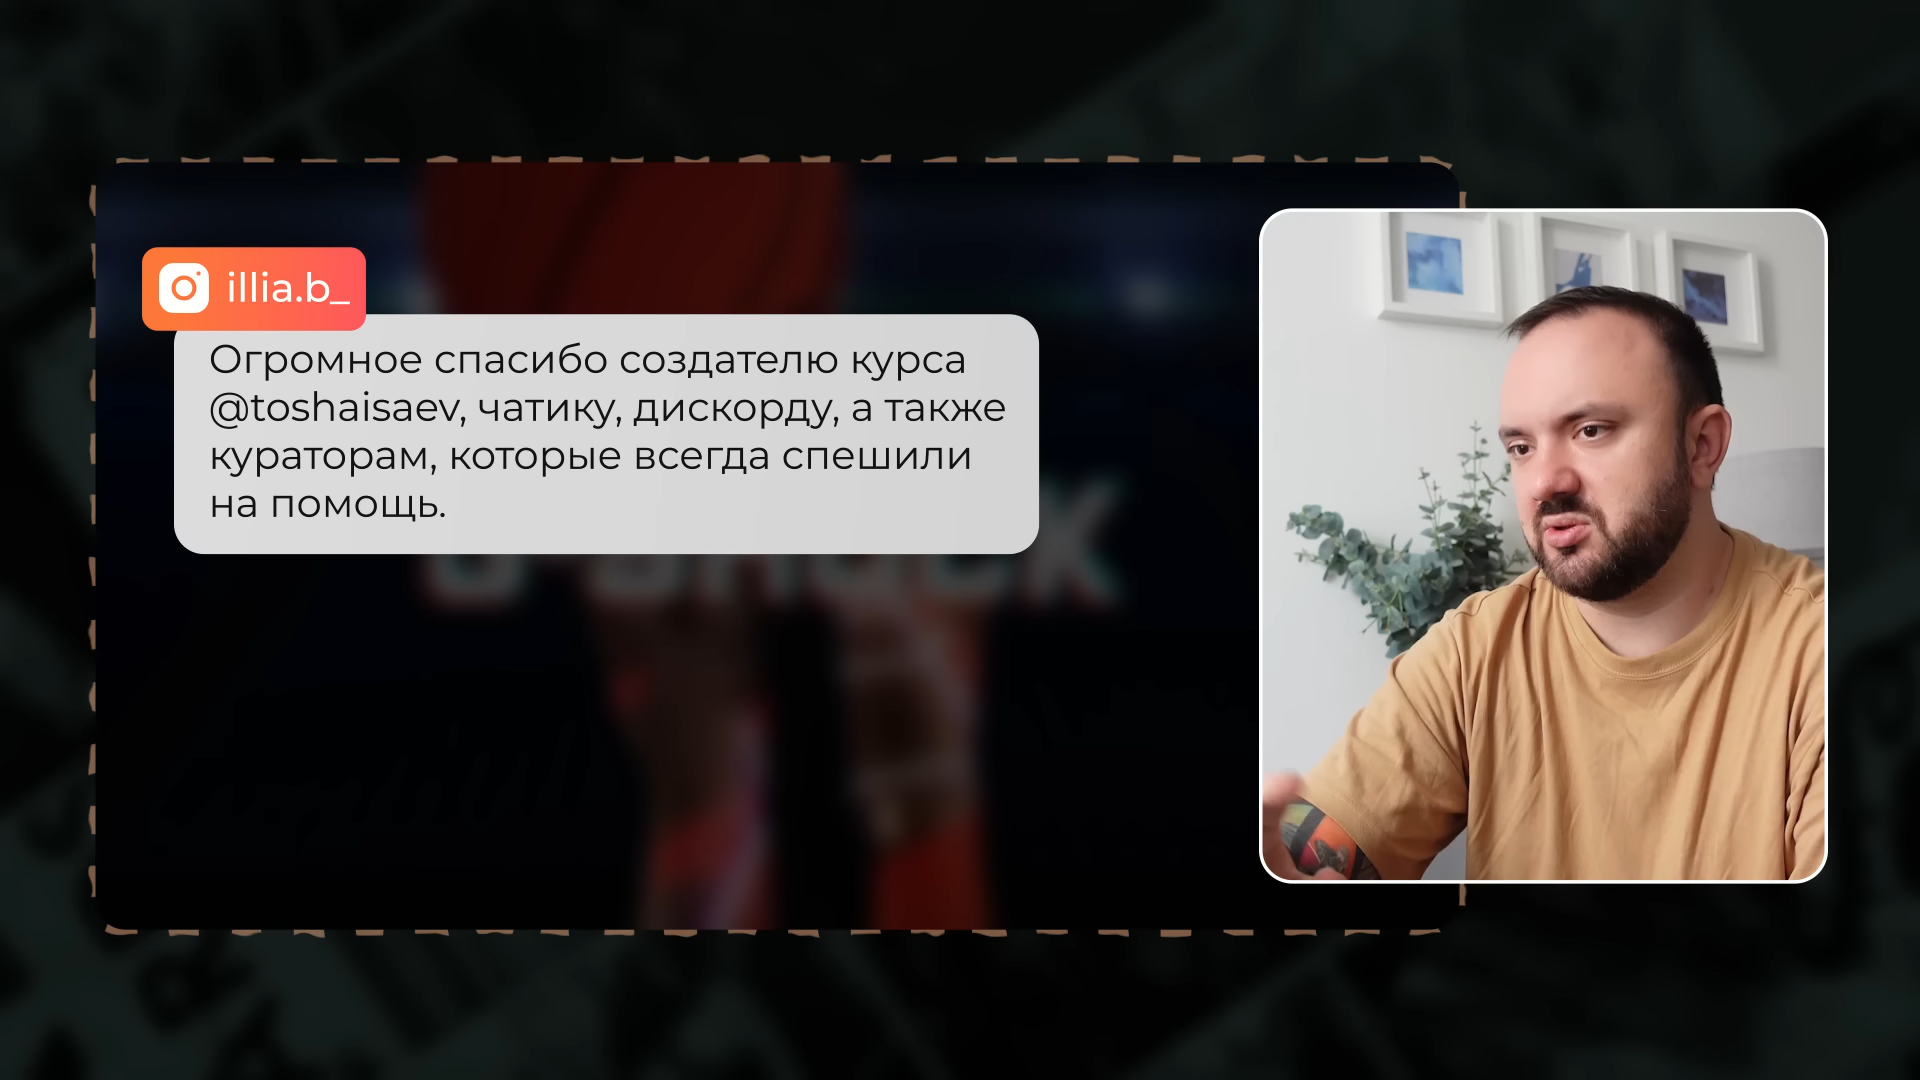 illia.b_
Огромное спасибо создателю курса
@toshaisaev, чатику, дискорду, а также
кураторам, которые всегда спешили
на помощь.